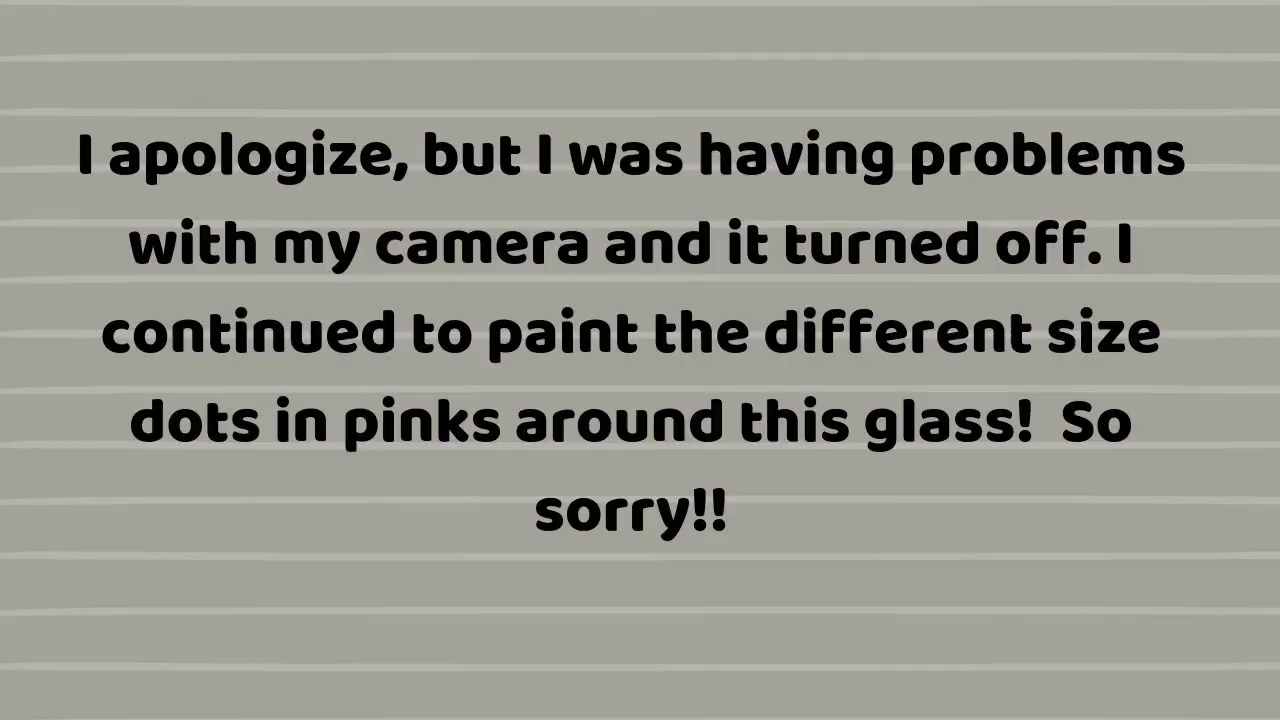 I apologize, but I was having problems
with my camera and it turned off. I
continued to paint the different size
dots in pinks around this glass!  So
sorry!!